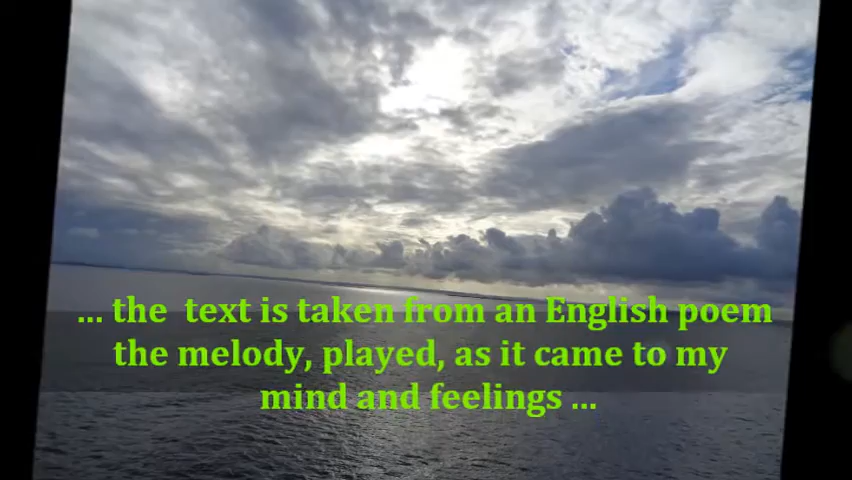 ... the  text is taken from an English poem
the melody, played, as it came to my
mind and feelings ...